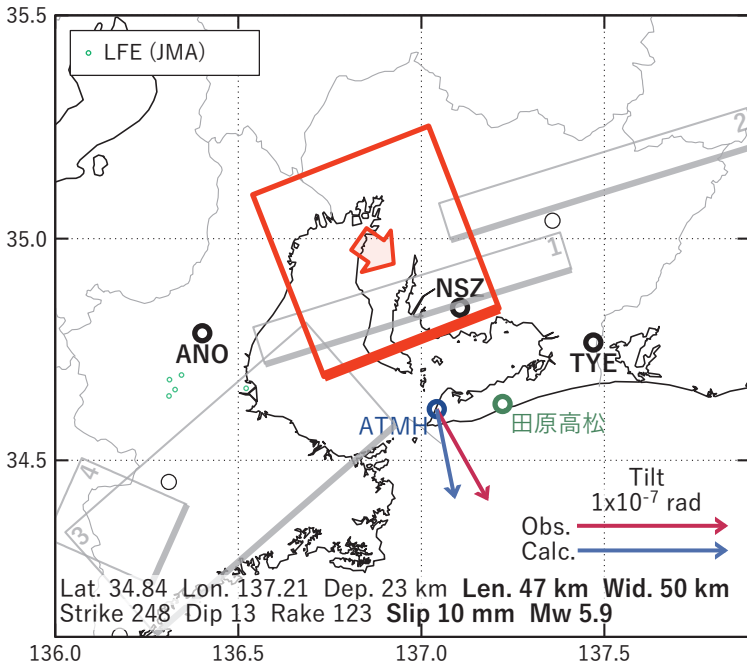 35.5
LFE (JMA)
2
35.0
1
NSZ
ANO
TYE
ATMH
田原高松
34.5
4
3
Tilt
1x10⁻⁷ rad
Obs.
Calc.
Lat. 34.84 Lon. 137.21 Dep. 23 km Len. 47 km Wid. 50 km
Strike 248 Dip 13 Rake 123 Slip 10 mm Mw 5.9
136.0 136.5 137.0 137.5